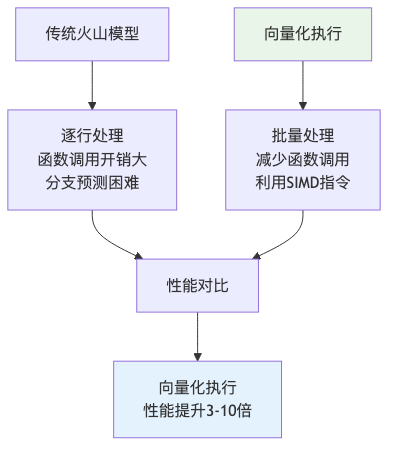 传统火山模型
向量化执行
逐行处理
函数调用开销大
分支预测困难
批量处理
减少函数调用
利用SIMD指令
性能对比
向量化执行
性能提升3-10倍